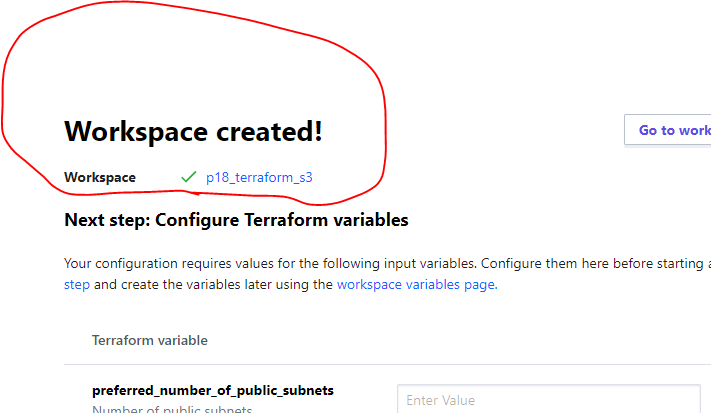 Workspace created!
Go to work
Workspace p18_terraform_s3
Next step: Configure Terraform variables
Your configuration requires values for the following input variables. Configure them here before starting a
step and create the variables later using the workspace variables page.
Terraform variable
preferred_number_of_public_subnets
Enter Value
Number of public subnets